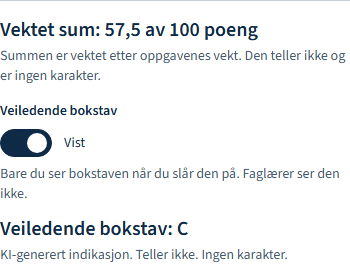 Vektet sum: 57,5 av 100 poeng
Summen er vektet etter oppgavenes vekt. Den teller ikke og
er ingen karakter.
Veiledende bokstav
Vist
Bare du ser bokstaven når du slår den på. Faglærer ser den
ikke.
Veiledende bokstav: C
KI-generert indikasjon. Teller ikke. Ingen karakter.